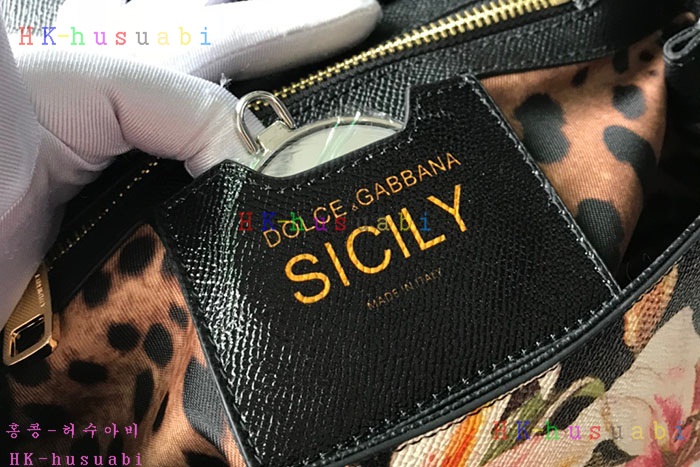 HK-husuabi
DOLCE & GABBANA
HK-husuabi
SICILY
MADE IN ITALY
홍콩-허수아비
HK-husuabi
HK-husuabi